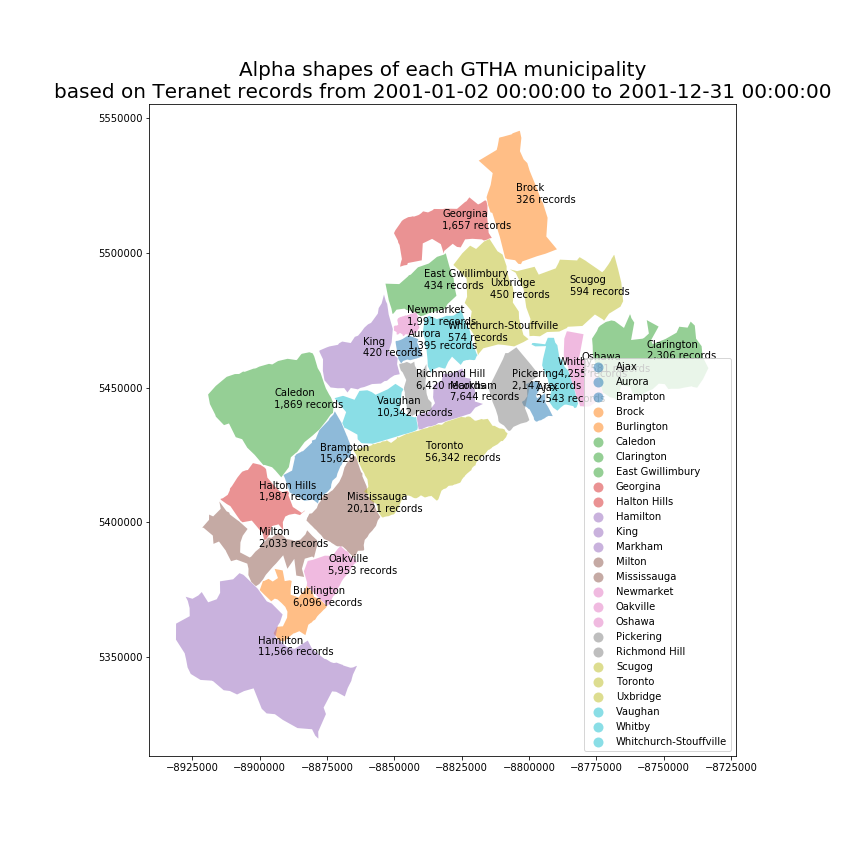 Alpha shapes of each GTHA municipality
based on Teranet records from 2001-01-02 00:00:00 to 2001-12-31 00:00:00
5550000
5500000
5450000
5400000
5350000
Brock
326 records
Georgina
1,657 records
East Gwillimbury
434 records
Uxbridge
450 records
Scugog
594 records
Newmarket
1,991 records
Whitchurch-Stouffville
574 records
Aurora
1,395 records
King
420 records
Clarington
2,306 records
Oshawa
Richmond Hill
6,420 records
Markham
7,644 records
Pickering
2,147 records
Ajax
2,543 records
Caledon
1,869 records
Vaughan
10,342 records
Toronto
56,342 records
Brampton
15,629 records
Halton Hills
1,987 records
Mississauga
20,121 records
Milton
2,033 records
Oakville
5,953 records
Burlington
6,096 records
Hamilton
11,566 records
Ajax
Aurora
Brampton
Brock
Burlington
Caledon
Clarington
East Gwillimbury
Georgina
Halton Hills
Hamilton
King
Markham
Milton
Mississauga
Newmarket
Oakville
Oshawa
Pickering
Richmond Hill
Scugog
Toronto
Uxbridge
Vaughan
Whitby
Whitchurch-Stouffville
−8925000
−8900000
−8875000
−8850000
−8825000
−8800000
−8775000
−8750000
−8725000